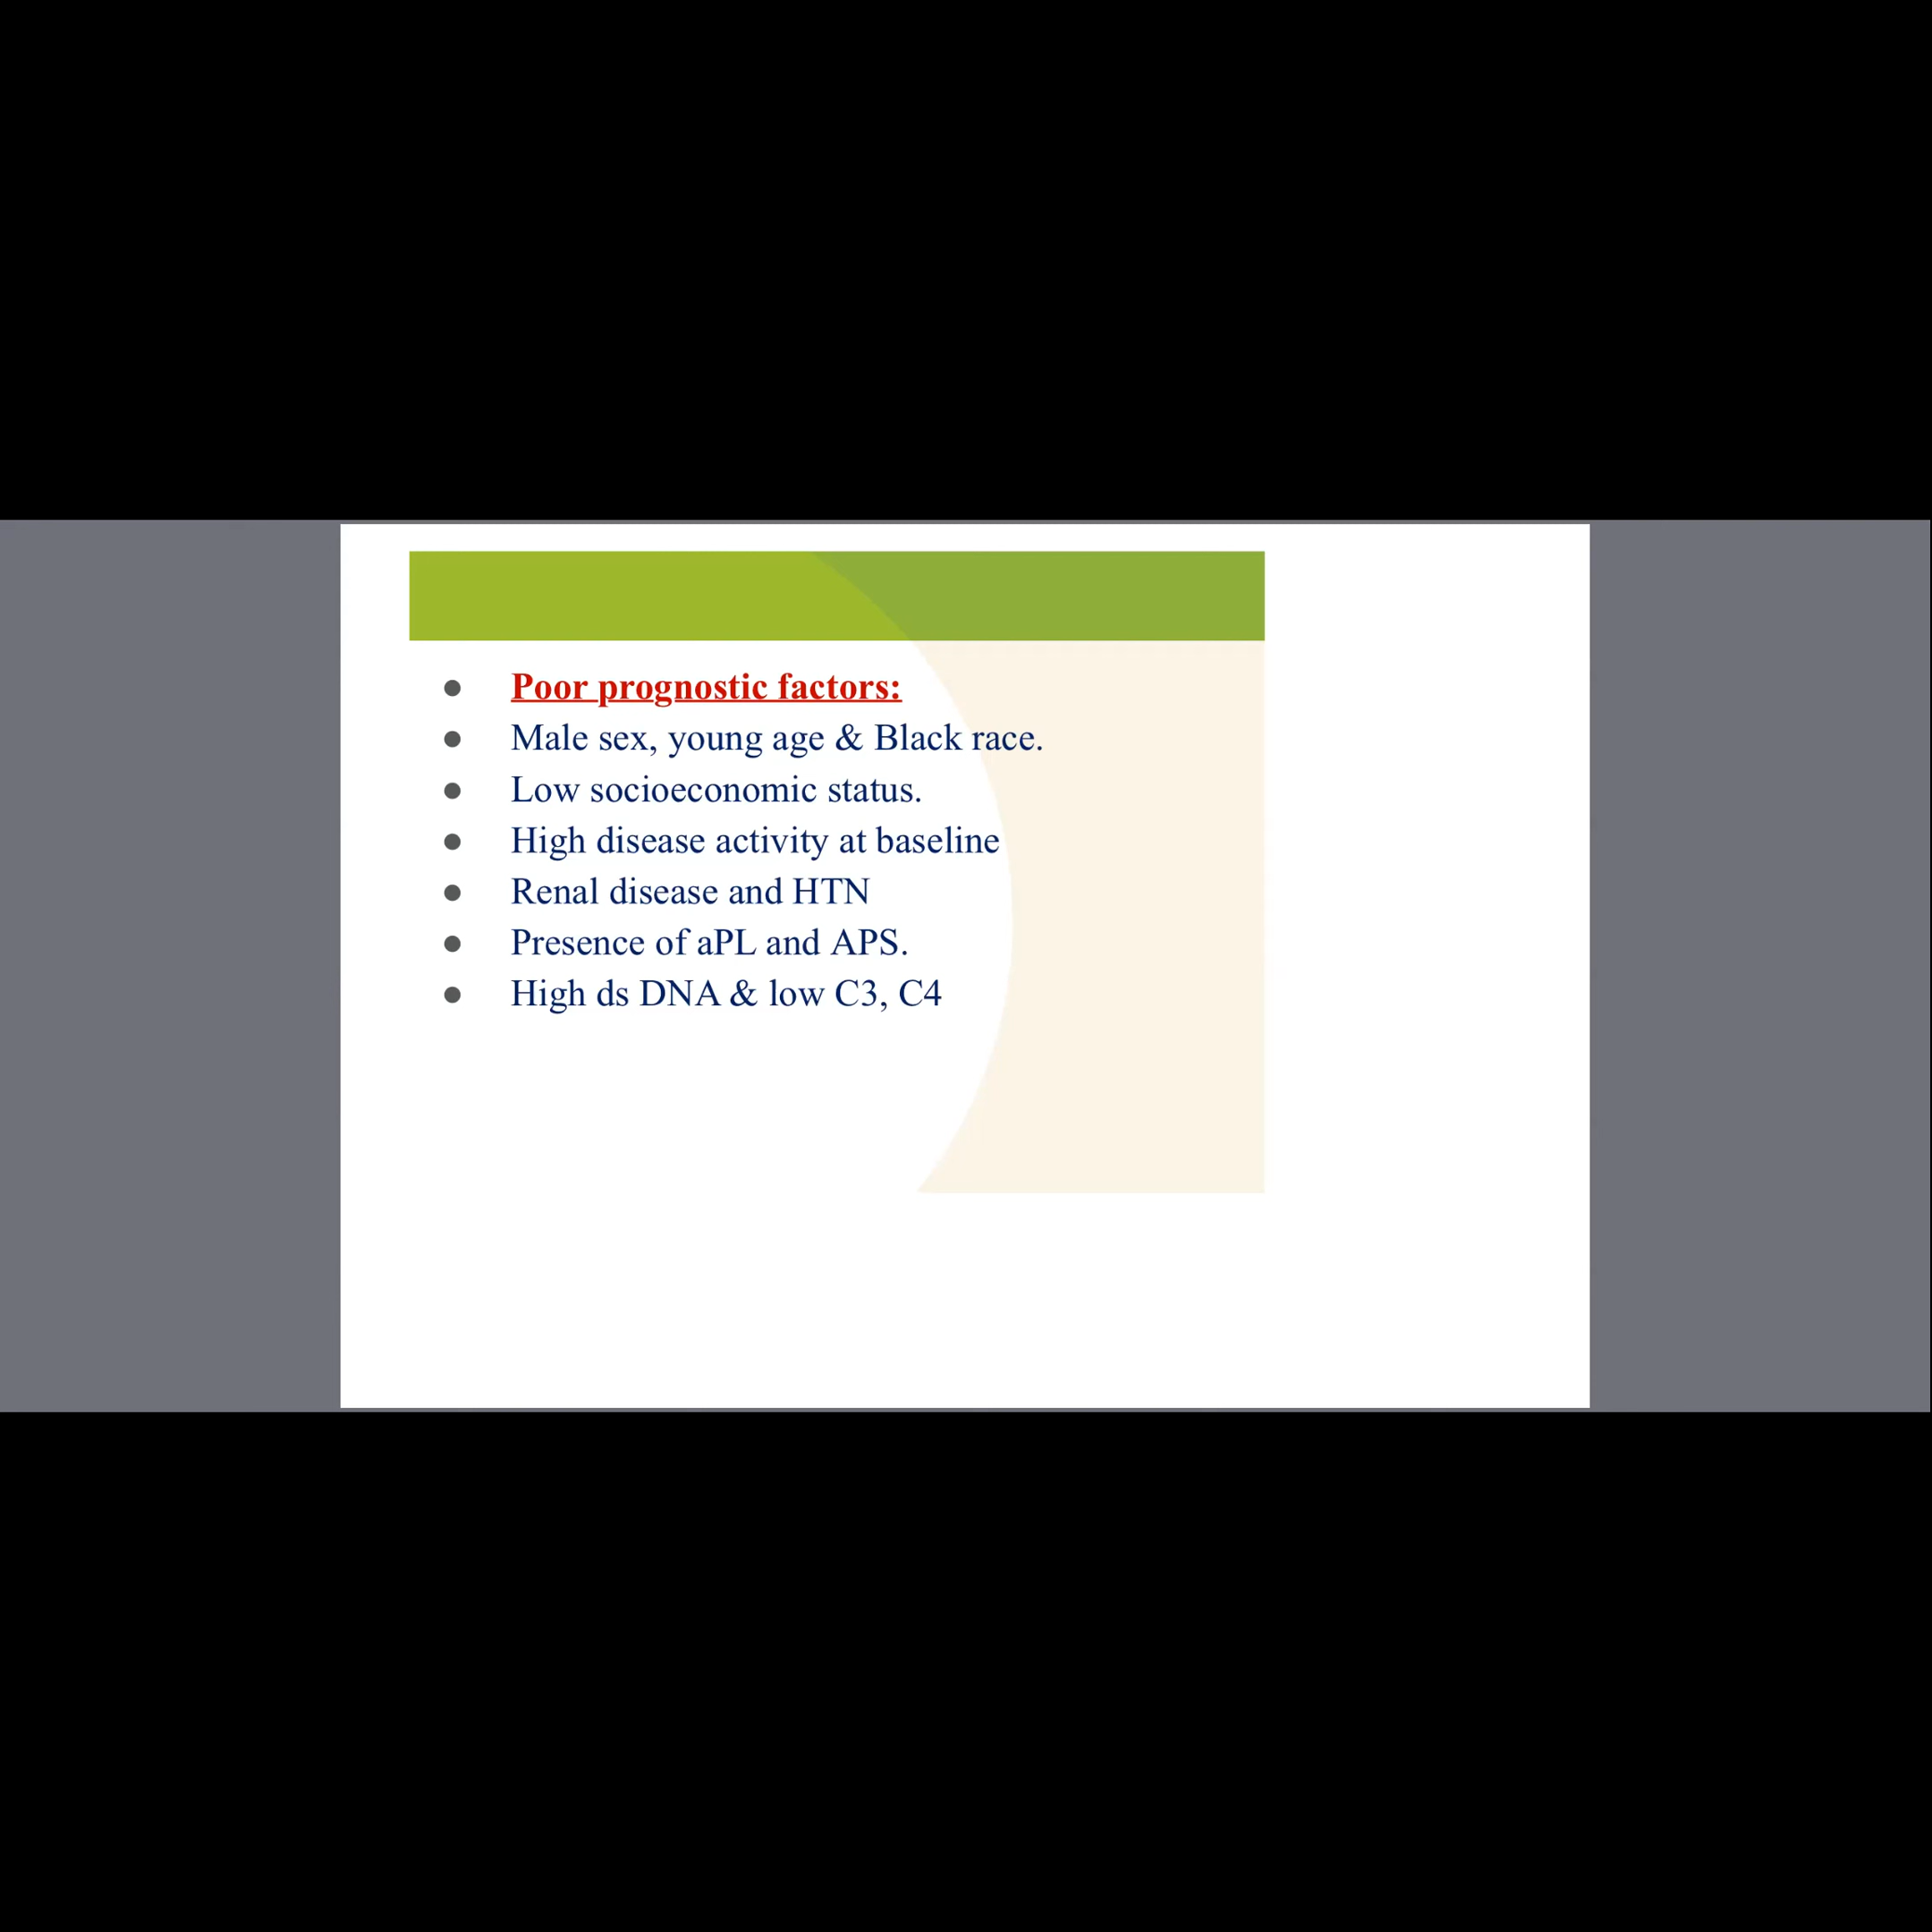 Poor prognostic factors:
Male sex, young age & Black race.
Low socioeconomic status.
High disease activity at baseline
Renal disease and HTN
Presence of aPL and APS.
High ds DNA & low C3, C4